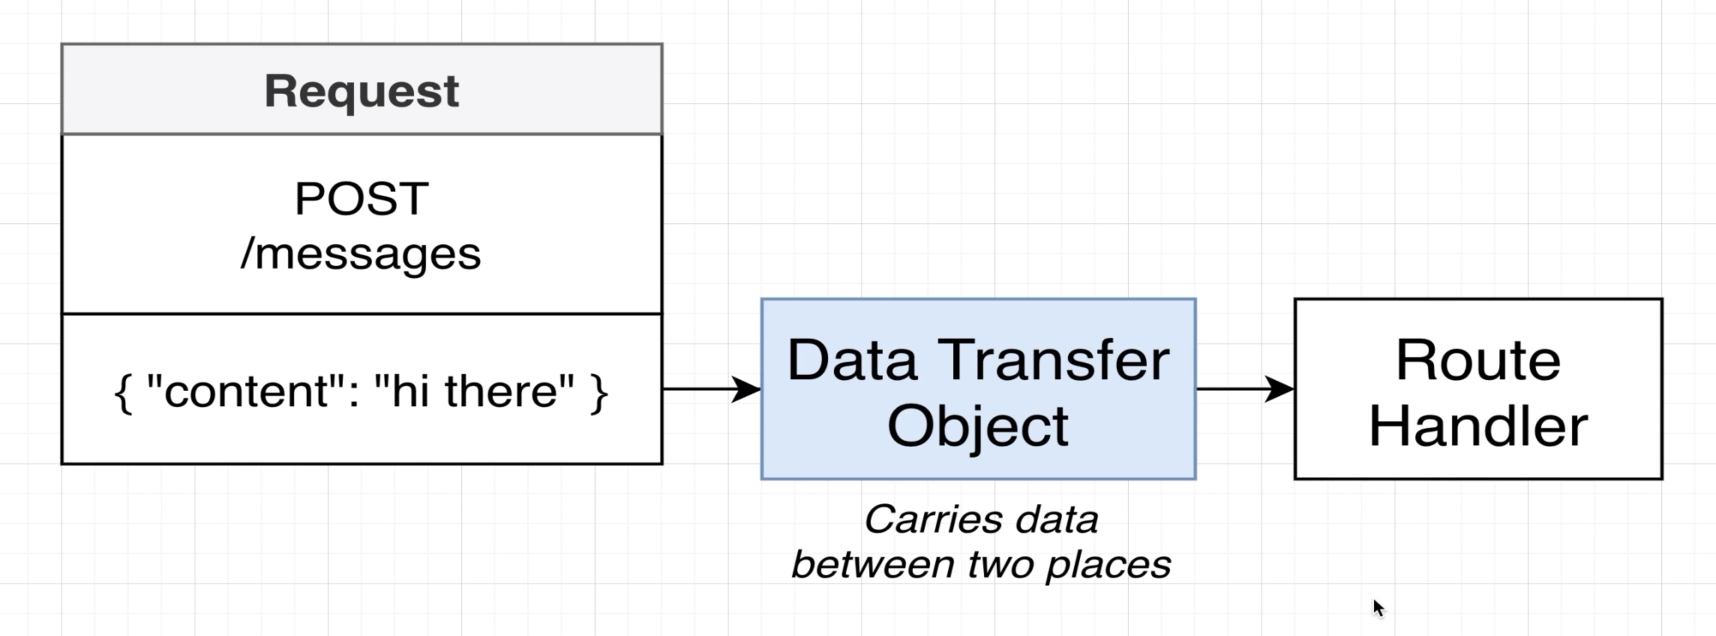 Request
POST
/messages
{ "content": "hi there" }
Data Transfer
Object
Route
Handler
Carries data
between two places